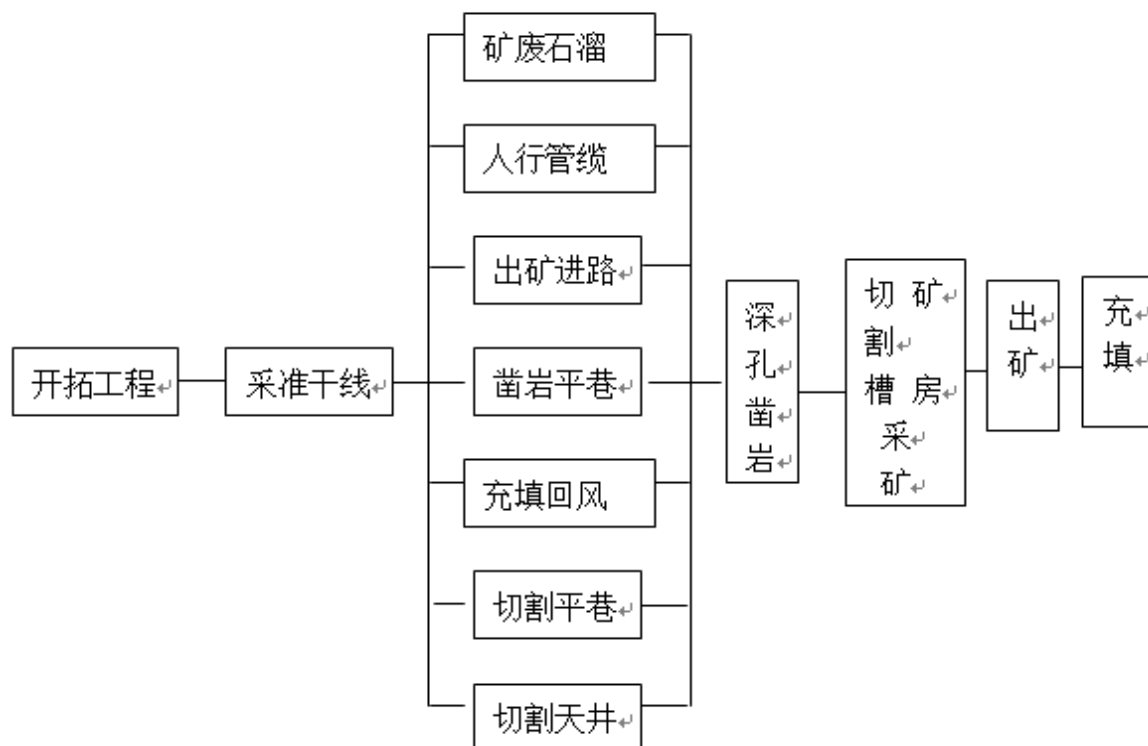 矿废石溜
人行管缆
出矿进路
开拓工程
采准干线
凿岩平巷
充填回风
切割平巷
切割天井
深
孔
凿
岩
切 矿
割
槽 房
采
矿
出
矿
充
填